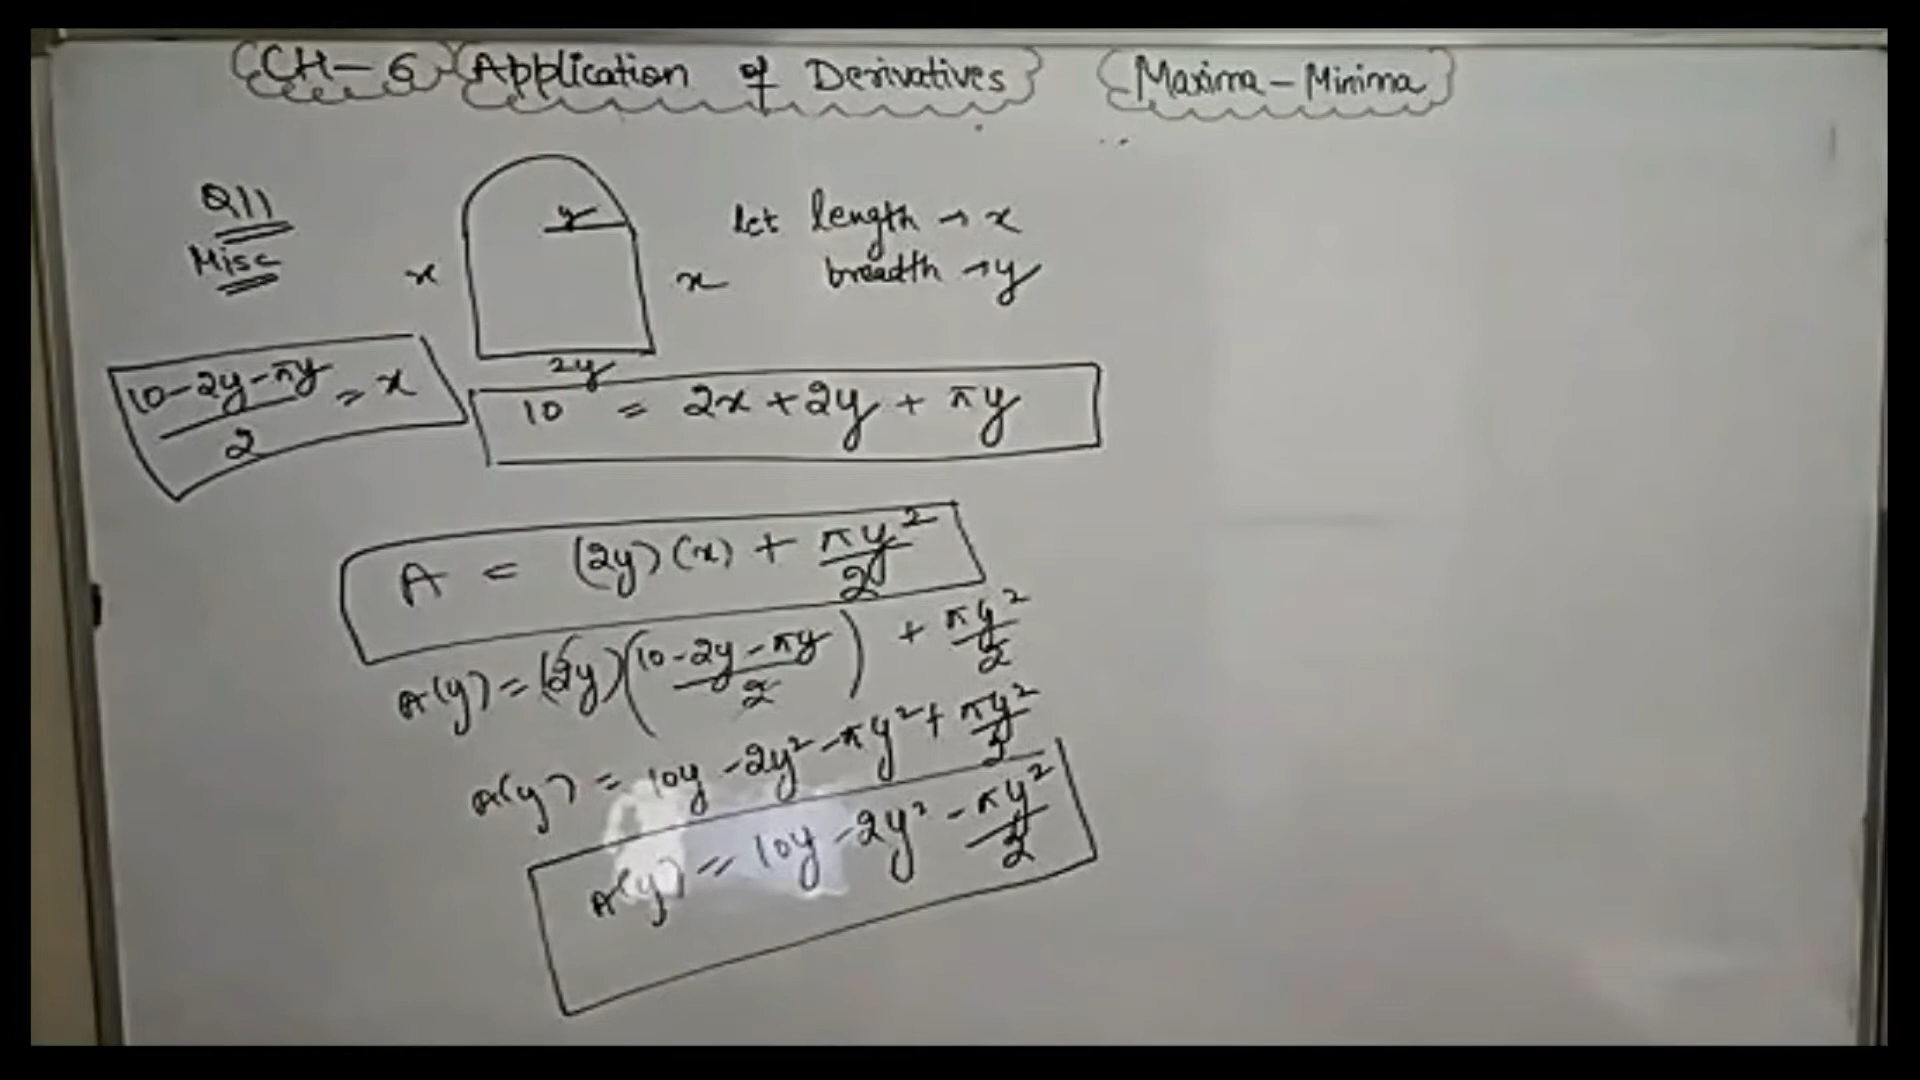 CH-6 Application of Derivatives Maxima-Minima
Q11
Misc
y
x
x
2y
let length → x
breadth → y
(10-2y-πy)/2 = x
10 = 2x+2y+πy
A = (2y)(x) + πy²/2
A(y) = (2y)((10-2y-πy)/2) + πy²/2
A(y) = 10y - 2y² - πy² + πy²/2
A(y) = 10y - 2y² - πy²/2